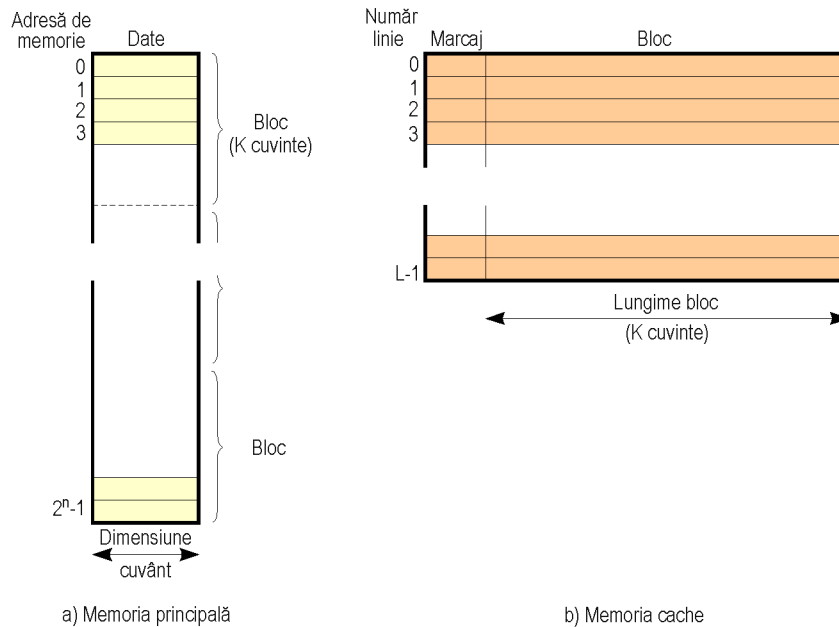 Adresă de
memorie
Date
0
1
2
3
Bloc
(K cuvinte)
Bloc
2ⁿ-1
Dimensiune
cuvânt
a) Memoria principală
Număr
linie
Marcaj
Bloc
0
1
2
3
L-1
Lungime bloc
(K cuvinte)
b) Memoria cache